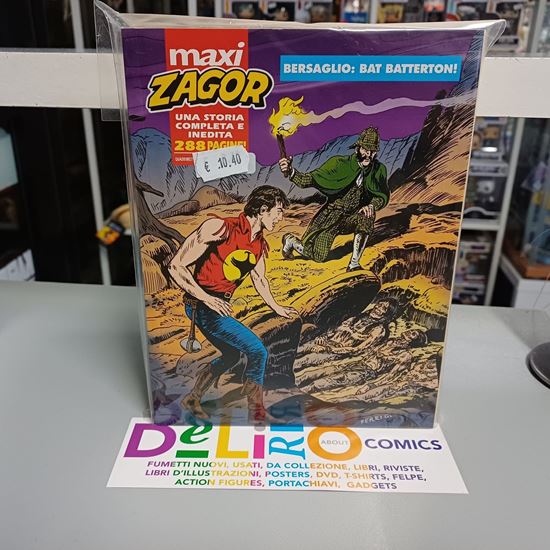 maxi
ZAGOR
UNA STORIA
COMPLETA E
INEDITA
288 PAGINE!
€ 10.40
BERSAGLIO: BAT BATTERTON!
FERRI
DeLiRiO ABOUT COMICS
FUMETTI NUOVI, USATI, DA COLLEZIONE, LIBRI, RIVISTE,
LIBRI D'ILLUSTRAZIONI, POSTERS, DVD, T-SHIRTS, FELPE,
ACTION FIGURES, PORTACHIAVI, GADGETS